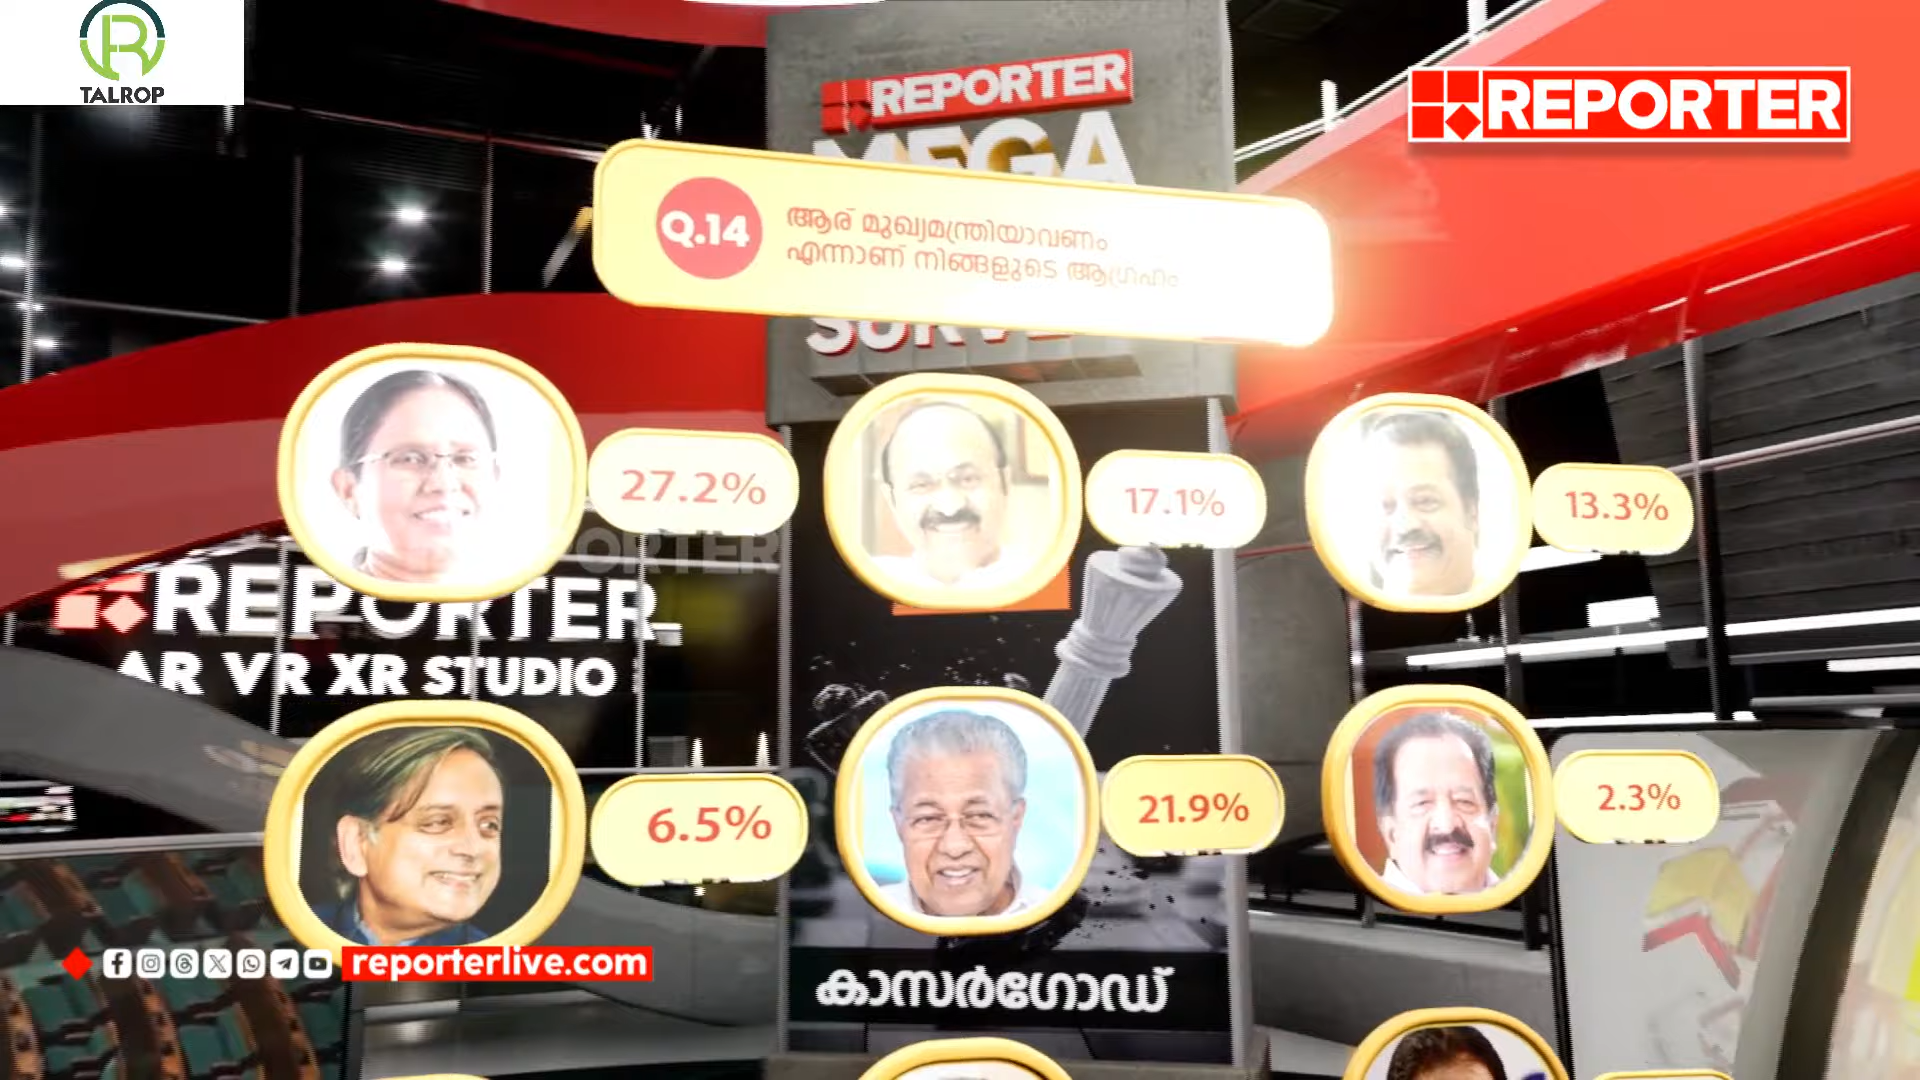 TALROP
REPORTER
MEGA
REPORTER
Q.14
ആര് മുഖ്യമന്ത്രിയാവണം
എന്നാണ് നിങ്ങളുടെ ആഗ്രഹം
27.2%
17.1%
13.3%
REPORTER
AR VR XR STUDIO
6.5%
21.9%
2.3%
reporterlive.com
കാസർഗോഡ്